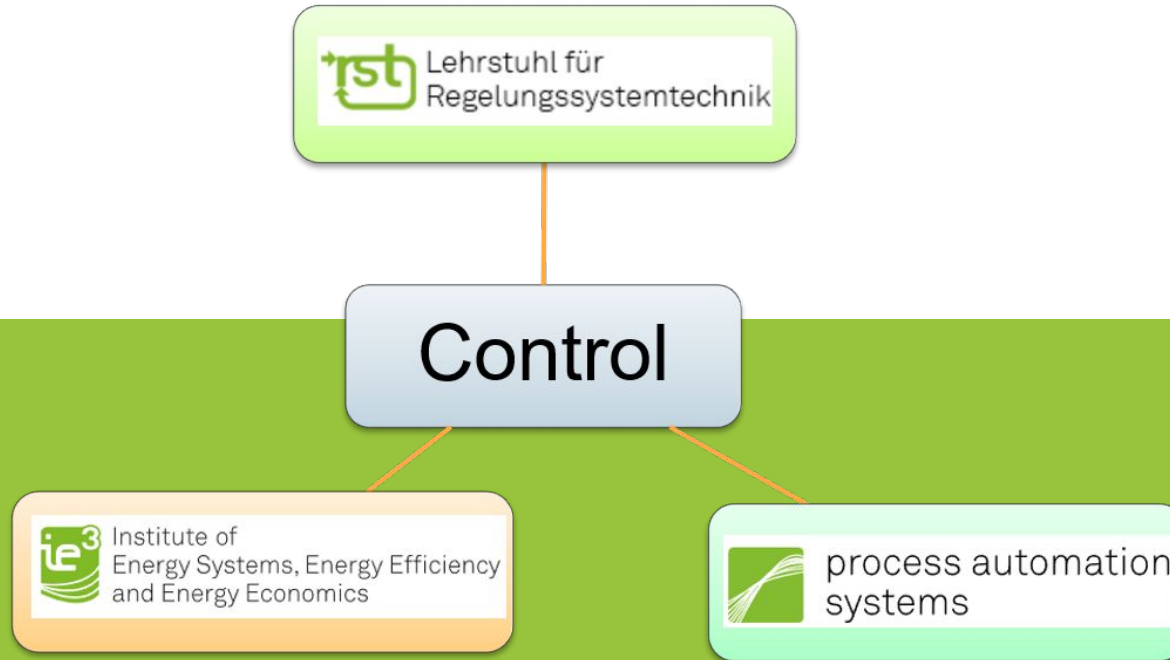 rst
Lehrstuhl für
Regelungssystemtechnik
Control
ie³
Institute of
Energy Systems, Energy Efficiency
and Energy Economics
process automation
systems